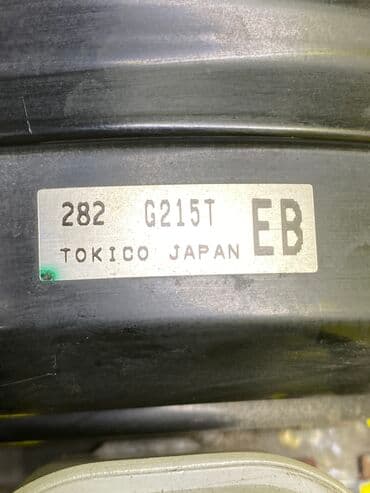 282 G215T EB
TOKICO JAPAN